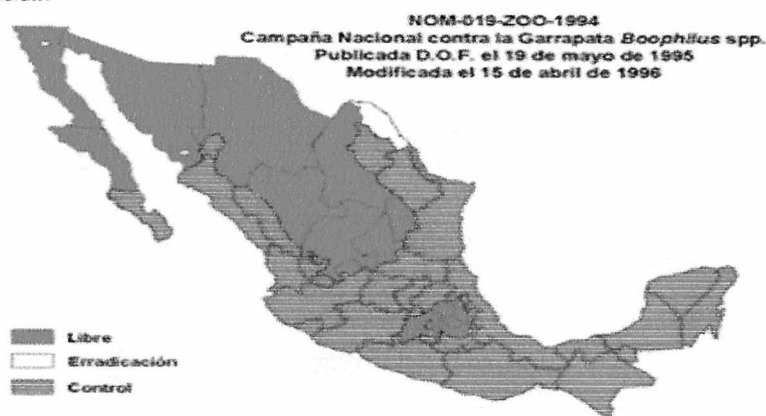 NOM-019-ZOO-1994
Campaña Nacional contra la Garrapata Boophilus spp.
Publicada D.O.F. el 19 de mayo de 1995
Modificada el 15 de abril de 1996
Libre
Erradicación
Control